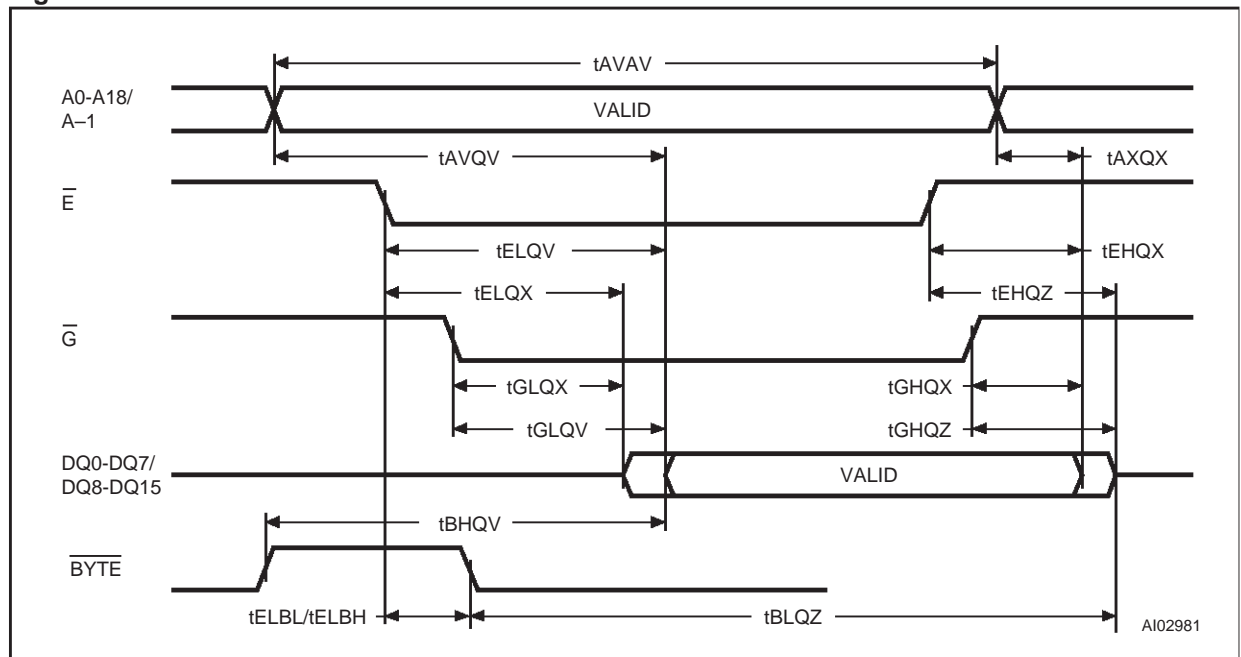 tAVAV
A0-A18/
A–1
VALID
tAVQV
tAXQX
E
tELQV
tEHQX
tELQX
tEHQZ
G
tGLQX
tGHQX
tGLQV
tGHQZ
DQ0-DQ7/
DQ8-DQ15
VALID
tBHQV
BYTE
tELBL/tELBH
tBLQZ
AI02981